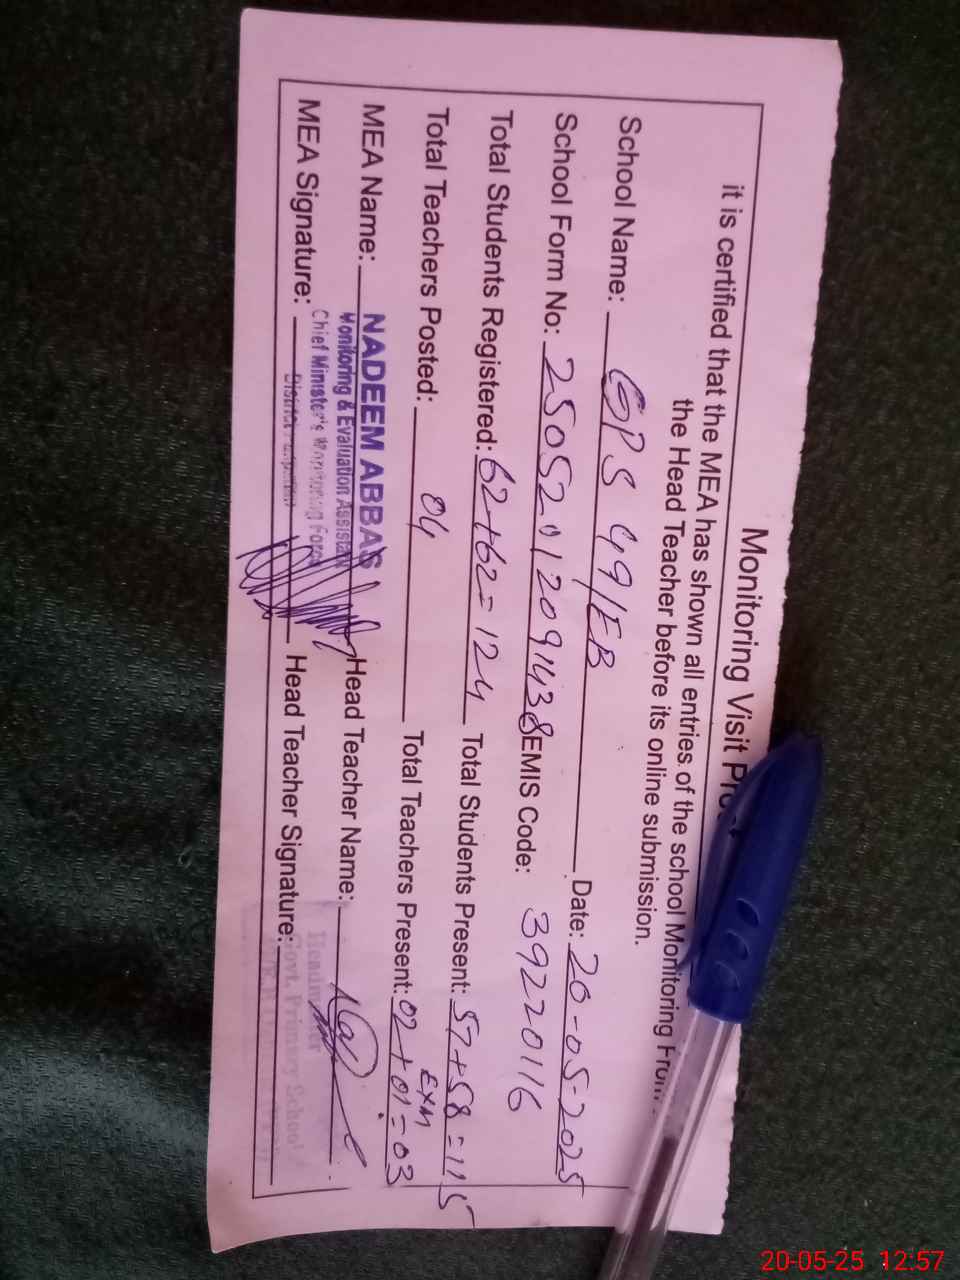 Monitoring Visit
it is certified that the MEA has shown all entries of the school Monitoring
the Head Teacher before its online submission.
School Name: GPS 49/EB Date: 20-05-2025
School Form No: 25052012091438 EMIS Code: 39220116
Total Students Registered: 62+62=124 Total Students Present: 57+58=115
EXM
Total Teachers Posted: 04 Total Teachers Present: 02+01=03
MEA Name: NADEEM ABBAS Head Teacher Name:
Monitoring & Evaluation Assistant
Chief Minister's Monitoring Force
MEA Signature: District Head Teacher Signature:
Govt. Primary School
20-05-25 12:57